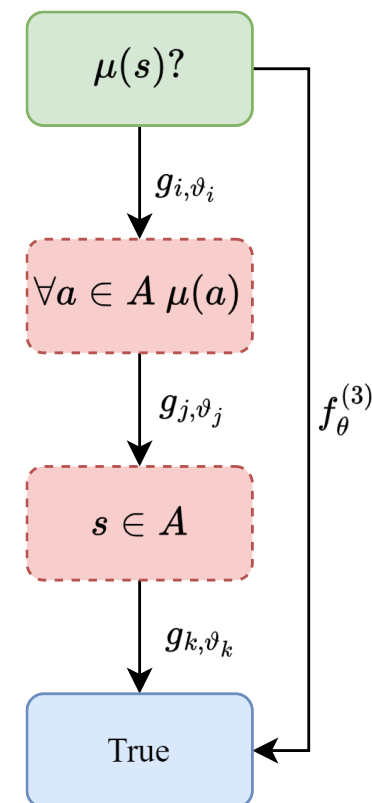 μ(s)?
g_{i,ϑ_i}
∀a ∈ A μ(a)
g_{j,ϑ_j}
f_θ^{(3)}
s ∈ A
g_{k,ϑ_k}
True